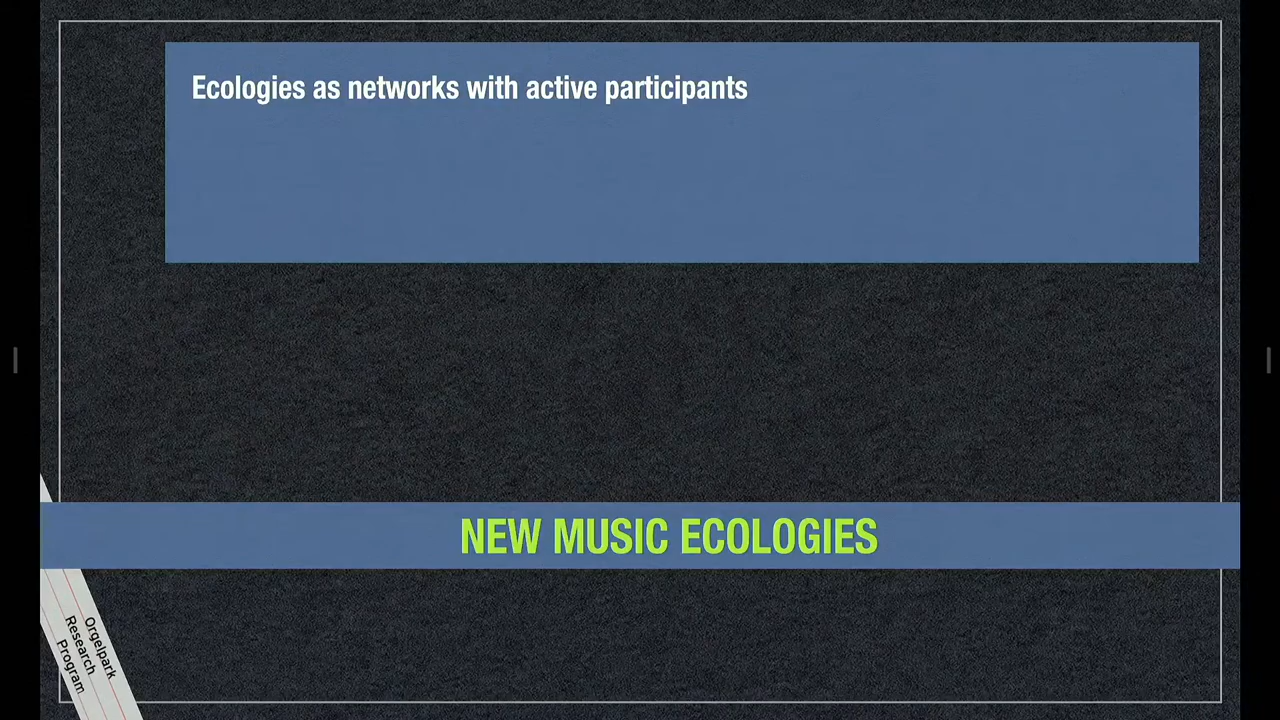 Ecologies as networks with active participants
NEW MUSIC ECOLOGIES
Orgelpark
Research
Program